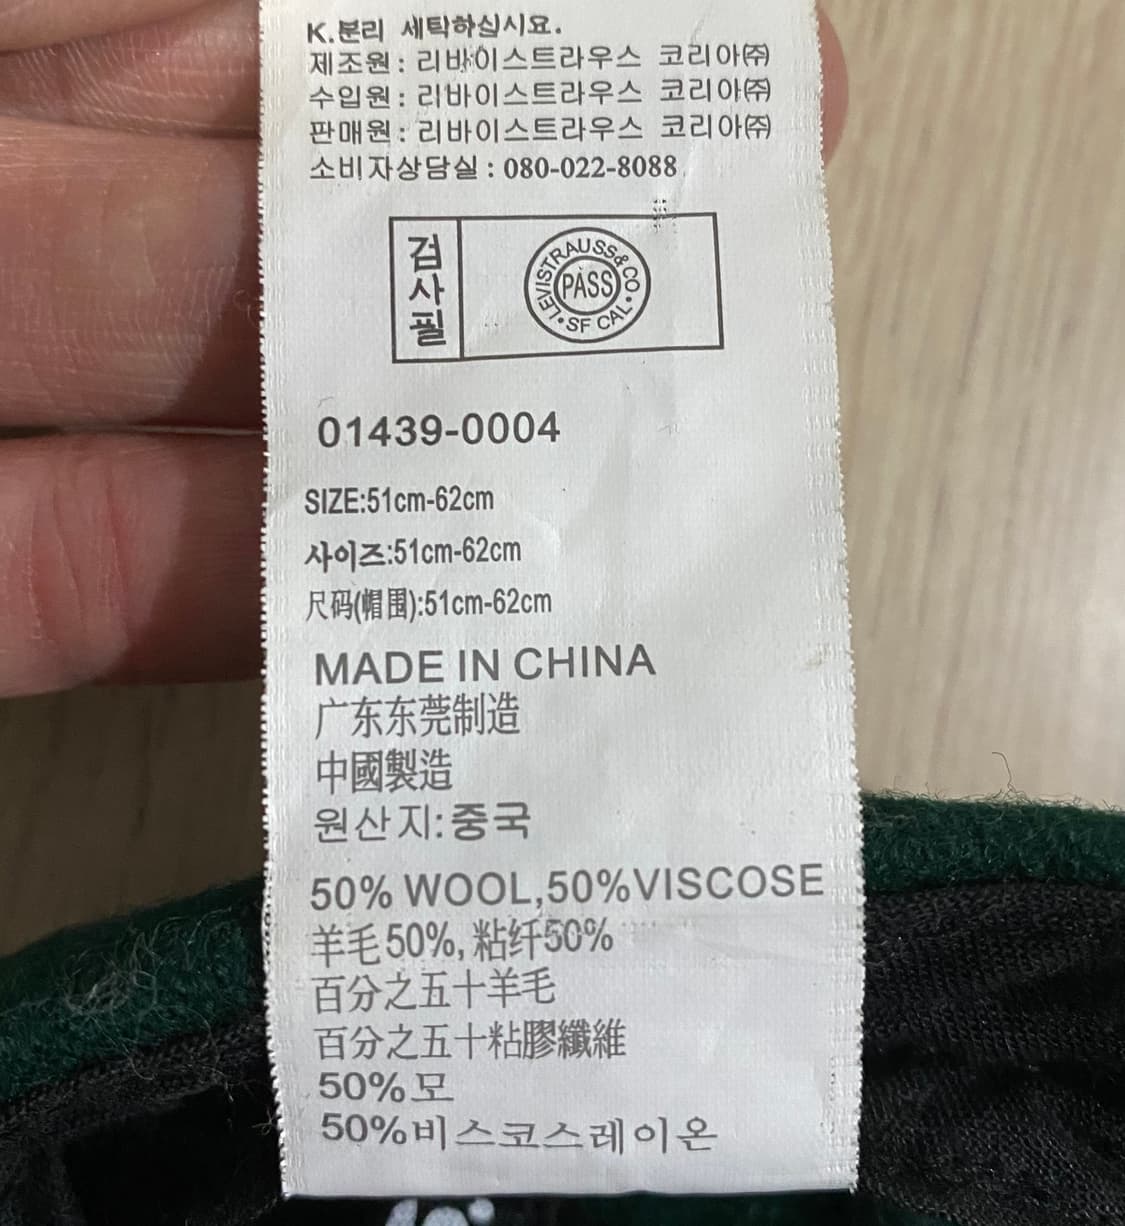 K.분리 세탁하십시요.
제조원 : 리바이스트라우스 코리아㈜
수입원 : 리바이스트라우스 코리아㈜
판매원 : 리바이스트라우스 코리아㈜
소비자상담실 : 080-022-8088
검사필
LEVI STRAUSS & CO • SF CAL •
PASS
01439-0004
SIZE:51cm-62cm
사이즈:51cm-62cm
尺码(帽围):51cm-62cm
MADE IN CHINA
广东东莞制造
中國製造
원산지:중국
50% WOOL,50%VISCOSE
羊毛50%,粘纤50%
百分之五十羊毛
百分之五十粘膠纖維
50%모
50%비스코스레이온